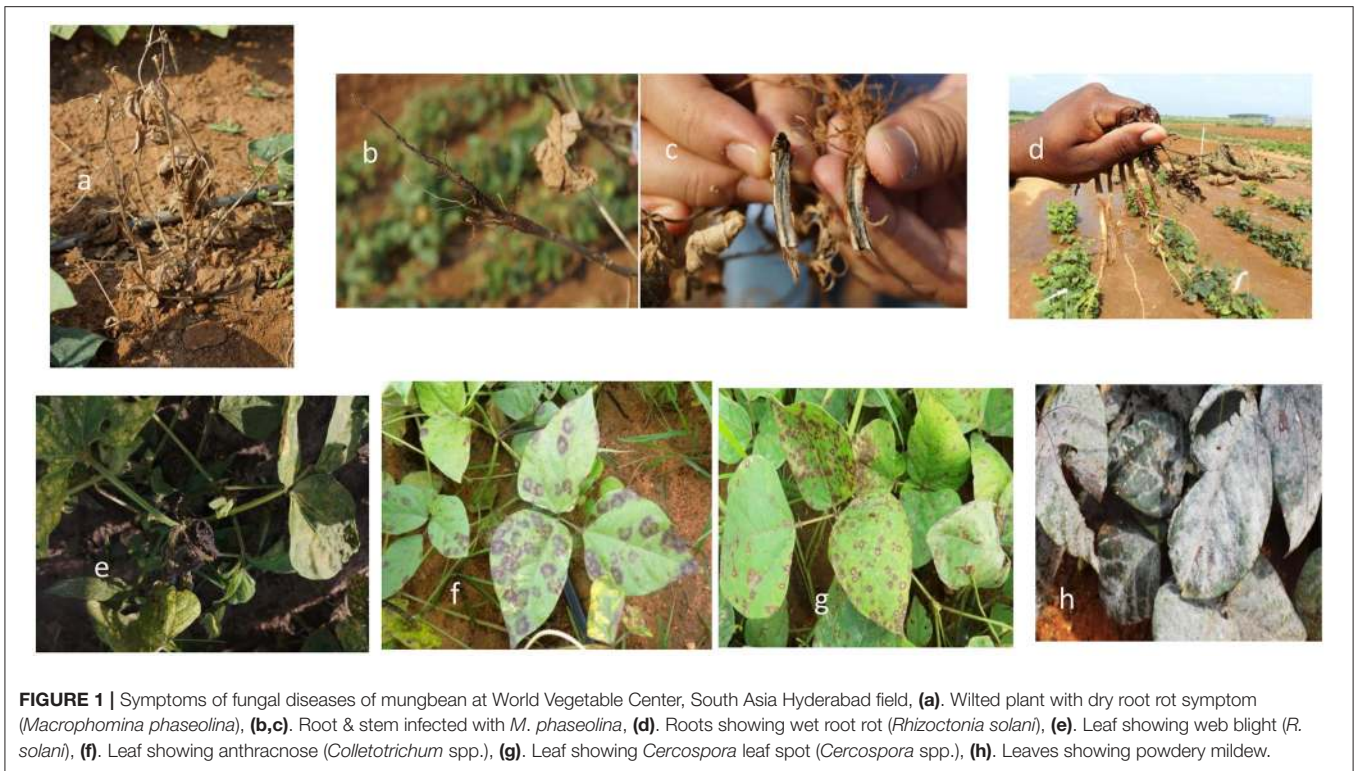 a
b
c
d
e
f
g
h
FIGURE 1 | Symptoms of fungal diseases of mungbean at World Vegetable Center, South Asia Hyderabad field, (a). Wilted plant with dry root rot symptom
(Macrophomina phaseolina), (b,c). Root & stem infected with M. phaseolina, (d). Roots showing wet root rot (Rhizoctonia solani), (e). Leaf showing web blight (R.
solani), (f). Leaf showing anthracnose (Colletotrichum spp.), (g). Leaf showing Cercospora leaf spot (Cercospora spp.), (h). Leaves showing powdery mildew.